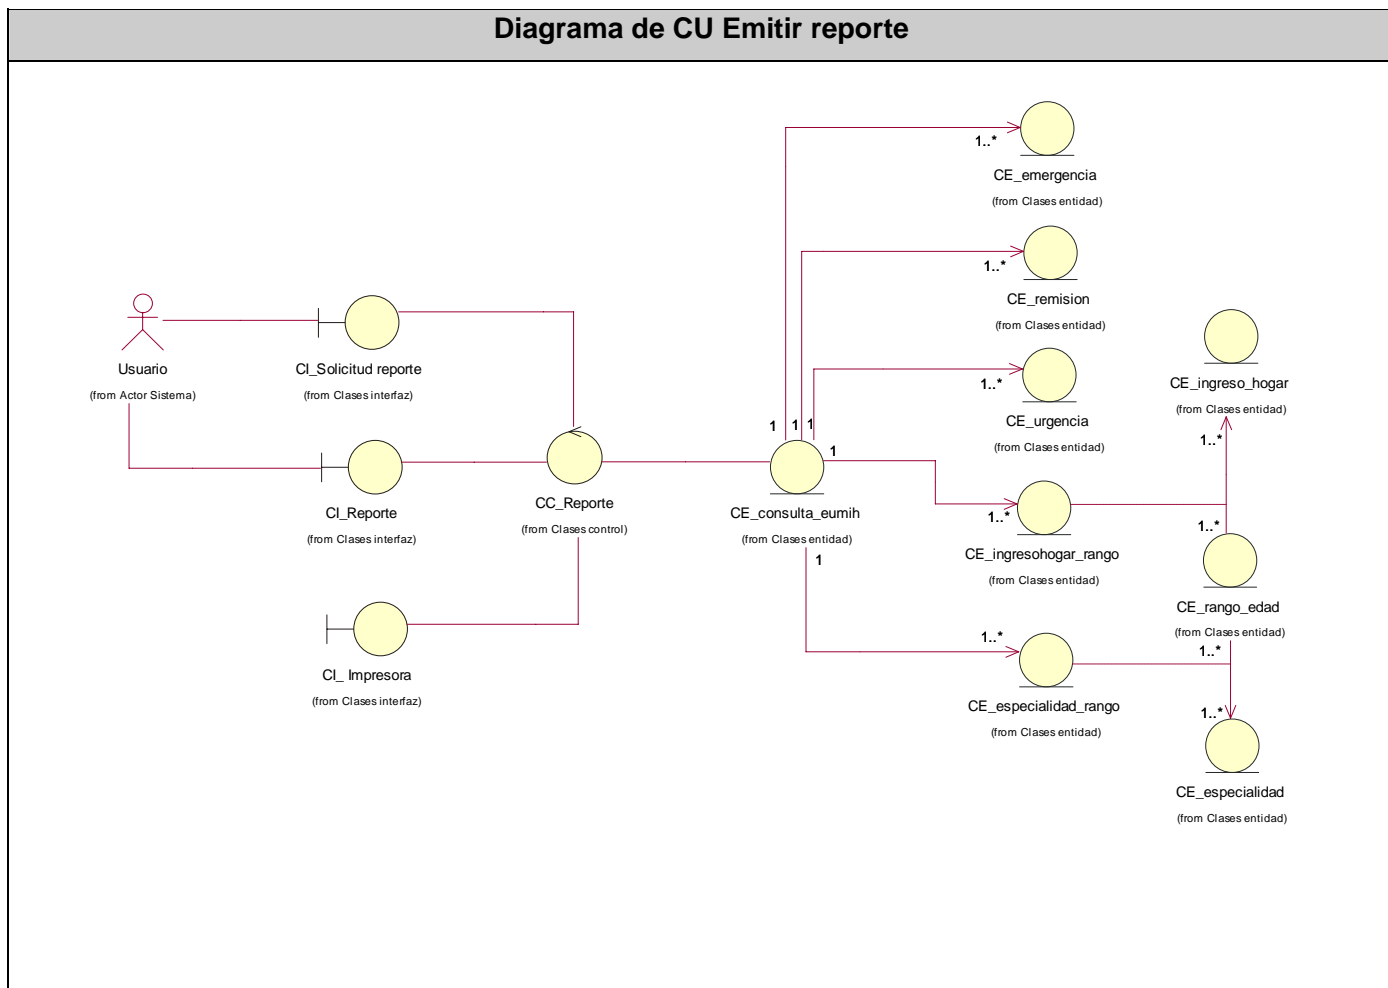 Diagrama de CU Emitir reporte
1..*
CE_emergencia
(from Clases entidad)
1..*
CE_remision
(from Clases entidad)
Usuario
(from Actor Sistema)
CI_Solicitud reporte
(from Clases interfaz)
1..*
CE_urgencia
(from Clases entidad)
CE_ingreso_hogar
(from Clases entidad)
1..*
1
1
1
1
CI_Reporte
(from Clases interfaz)
CC_Reporte
(from Clases control)
CE_consulta_eumih
(from Clases entidad)
1
1..*
CE_ingresohogar_rango
(from Clases entidad)
1..*
CE_rango_edad
(from Clases entidad)
1..*
CI_ Impresora
(from Clases interfaz)
1..*
CE_especialidad_rango
(from Clases entidad)
1..*
CE_especialidad
(from Clases entidad)